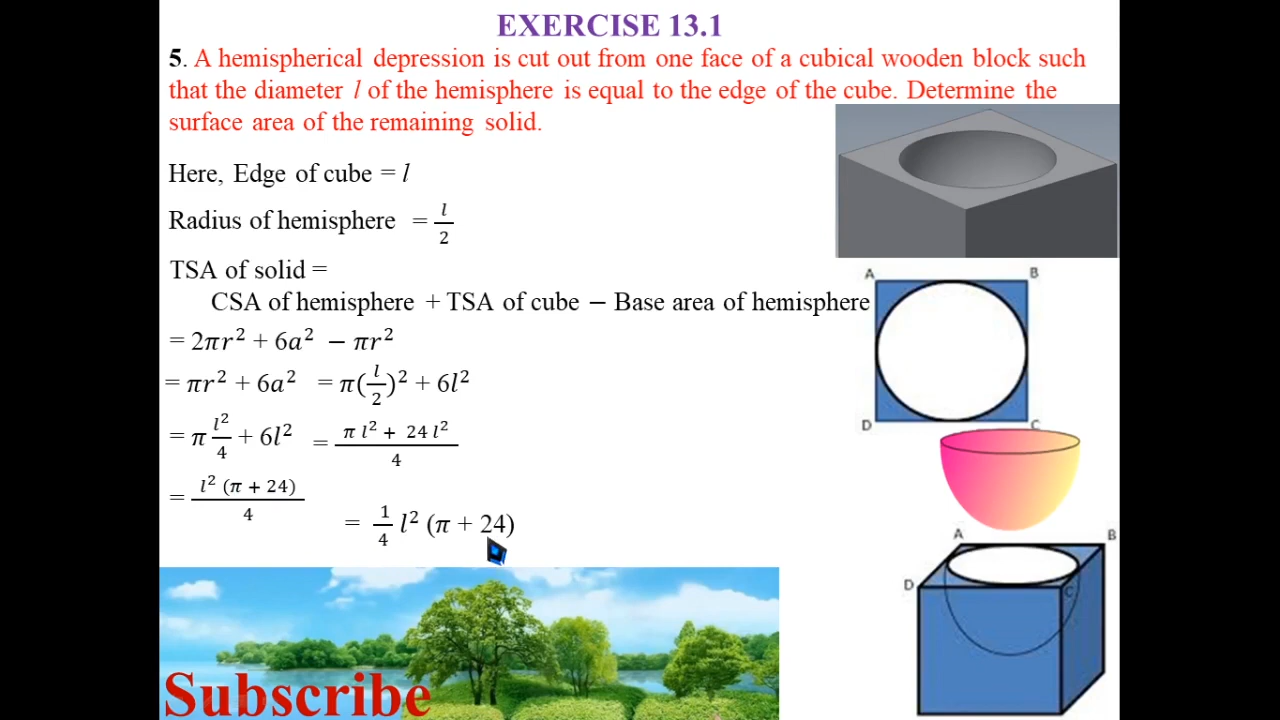 EXERCISE 13.1
5. A hemispherical depression is cut out from one face of a cubical wooden block such
that the diameter l of the hemisphere is equal to the edge of the cube. Determine the
surface area of the remaining solid.
Here, Edge of cube = l
Radius of hemisphere = l/2
TSA of solid =
CSA of hemisphere + TSA of cube − Base area of hemisphere
= 2πr² + 6a² − πr²
= πr² + 6a² = π(l/2)² + 6l²
= π l²/4 + 6l² = (π l² + 24 l²)/4
= l² (π + 24)/4
= 1/4 l² (π + 24)
A B
D C
A B
D C
Subscribe